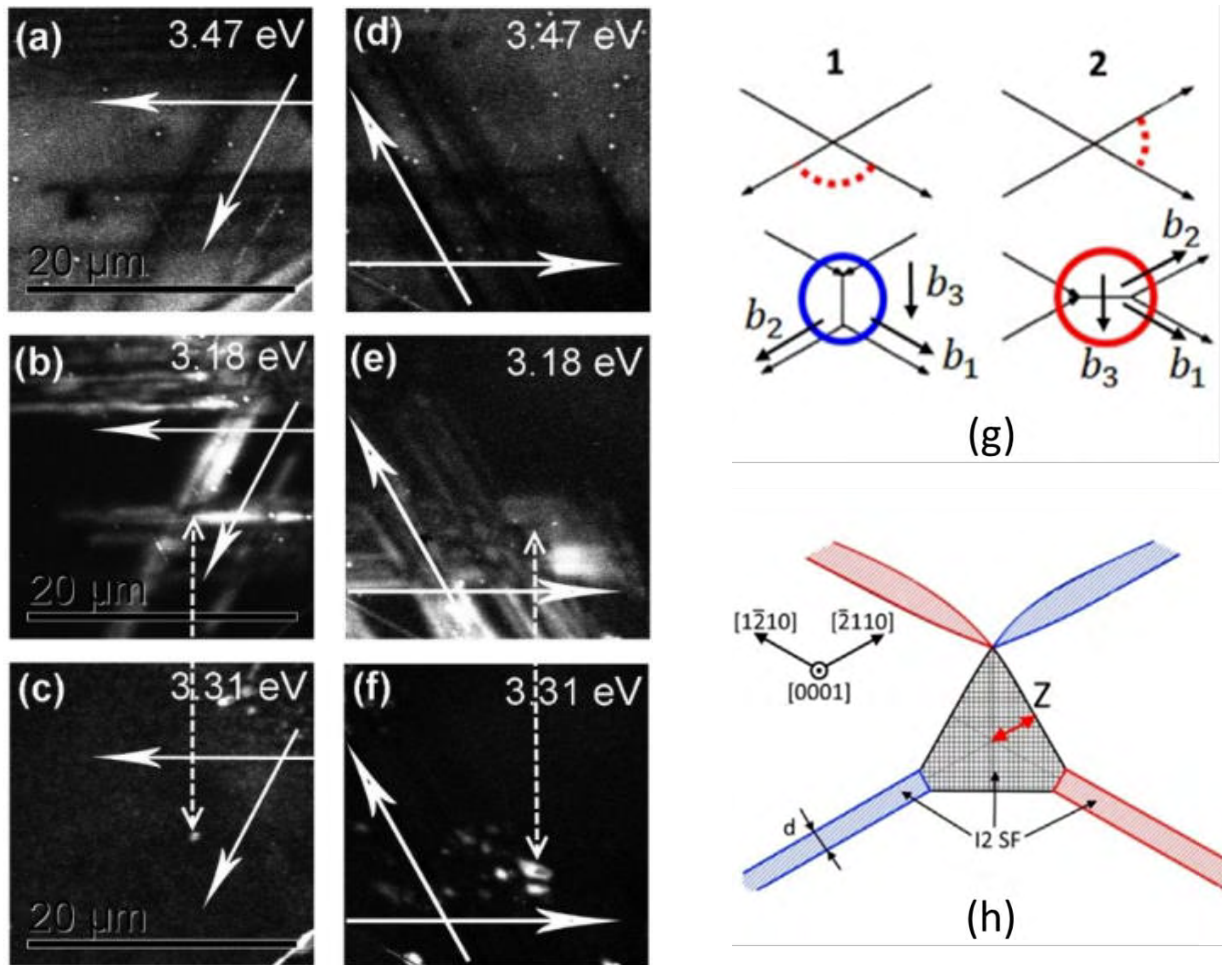 (a) 3.47 eV
20 µm
(b) 3.18 eV
20 µm
(c) 3.31 eV
20 µm
(d) 3.47 eV
(e) 3.18 eV
(f) 3.31 eV
1 2
b₂ b₃ b₁
b₂ b₃ b₁
(g)
[1̄2̄10] [2̄110]
[0001]
Z
d
I2 SF
(h)